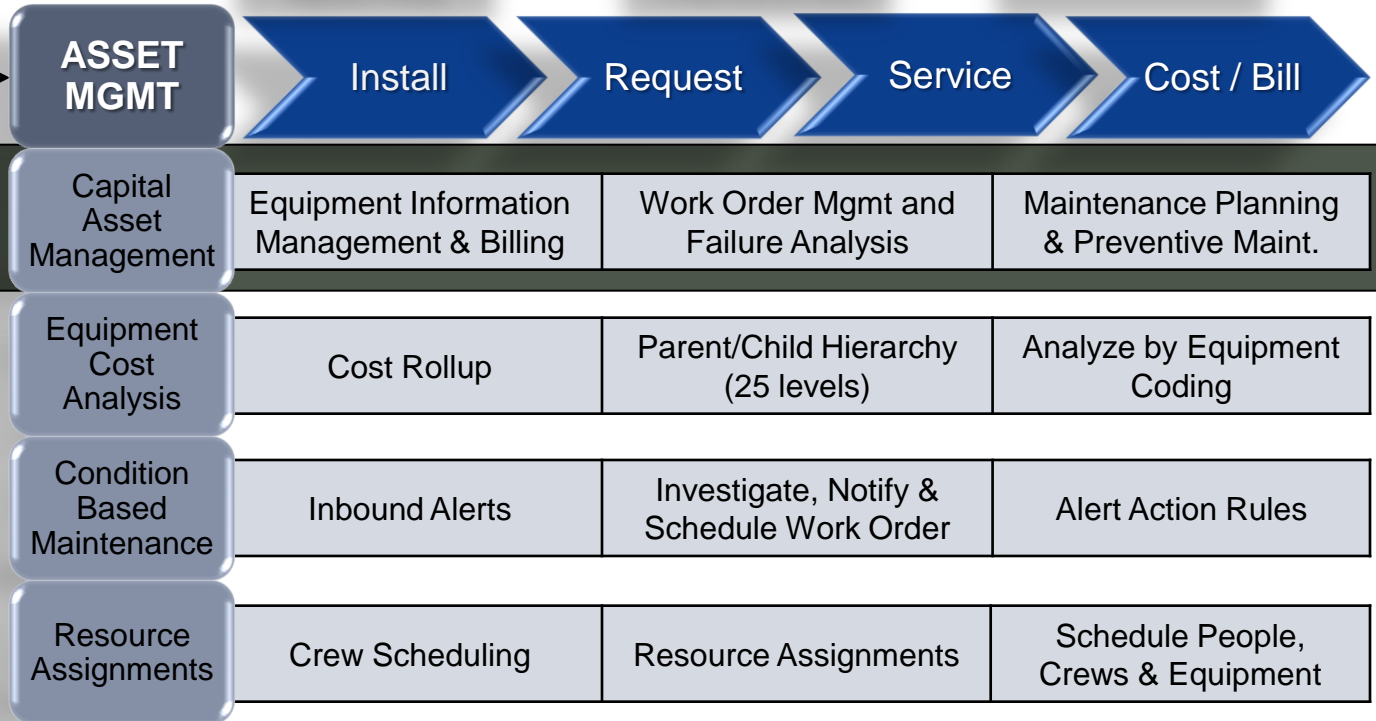 ASSET
MGMT
Install
Request
Service
Cost / Bill
Capital
Asset
Management
Equipment Information
Management & Billing
Work Order Mgmt and
Failure Analysis
Maintenance Planning
& Preventive Maint.
Equipment
Cost
Analysis
Cost Rollup
Parent/Child Hierarchy
(25 levels)
Analyze by Equipment
Coding
Condition
Based
Maintenance
Inbound Alerts
Investigate, Notify &
Schedule Work Order
Alert Action Rules
Resource
Assignments
Crew Scheduling
Resource Assignments
Schedule People,
Crews & Equipment